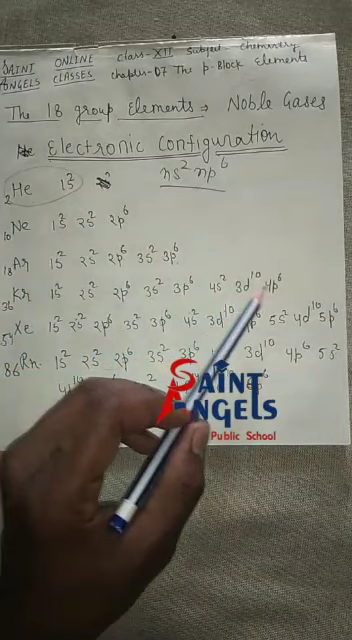 SAINT ONLINE Class - XII Subject - Chemistry
ANGELS CLASSES chapter-07 The p-Block Elements
The 18 group Elements → Noble Gases
Electronic Configuration
₂He 1s² ns² np⁶
₁₀Ne 1s² 2s² 2p⁶
₁₈Ar 1s² 2s² 2p⁶ 3s² 3p⁶
₃₆Kr 1s² 2s² 2p⁶ 3s² 3p⁶ 4s² 3d¹⁰ 4p⁶
₅₄Xe 1s² 2s² 2p⁶ 3s² 3p⁶ 4s² 3d¹⁰ 5s² 4d¹⁰ 5p⁶
₈₆Rn. 1s² 2s² 2p⁶ 3s² 3p⁶ 3d¹⁰ 4p⁶ 5s²
SAINT
ANGELS
Public School